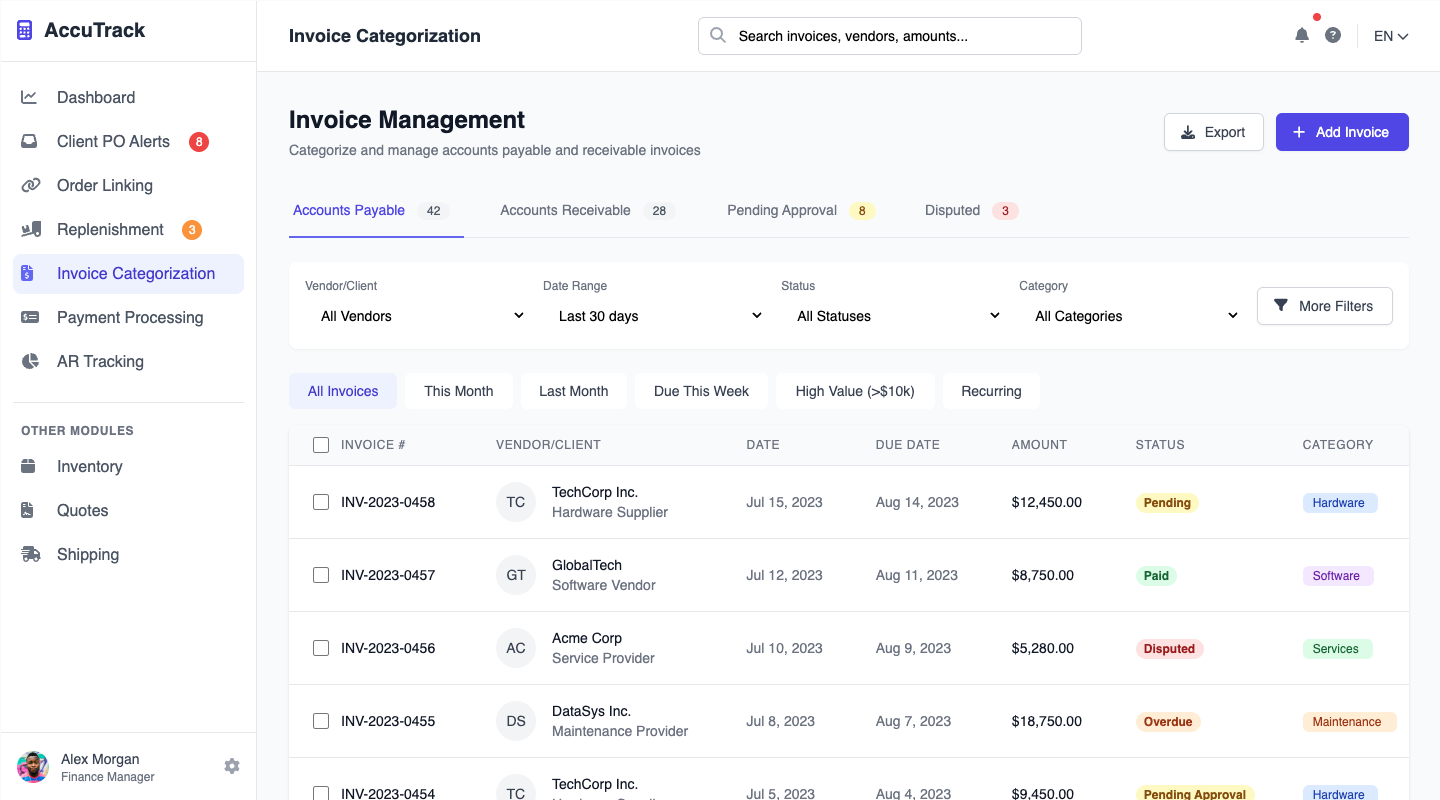 AccuTrack
Dashboard
Client PO Alerts 8
Order Linking
Replenishment 3
Invoice Categorization
Payment Processing
AR Tracking
OTHER MODULES
Inventory
Quotes
Shipping
Alex Morgan
Finance Manager
Invoice Categorization
Search invoices, vendors, amounts...
?
EN
Invoice Management
Categorize and manage accounts payable and receivable invoices
Export
+ Add Invoice
Accounts Payable 42
Accounts Receivable 28
Pending Approval 8
Disputed 3
Vendor/Client
All Vendors
Date Range
Last 30 days
Status
All Statuses
Category
All Categories
More Filters
All Invoices
This Month
Last Month
Due This Week
High Value (>$10k)
Recurring
INVOICE # VENDOR/CLIENT DATE DUE DATE AMOUNT STATUS CATEGORY
INV-2023-0458 TC TechCorp Inc. Jul 15, 2023 Aug 14, 2023 $12,450.00 Pending Hardware
Hardware Supplier
INV-2023-0457 GT GlobalTech Jul 12, 2023 Aug 11, 2023 $8,750.00 Paid Software
Software Vendor
INV-2023-0456 AC Acme Corp Jul 10, 2023 Aug 9, 2023 $5,280.00 Disputed Services
Service Provider
INV-2023-0455 DS DataSys Inc. Jul 8, 2023 Aug 7, 2023 $18,750.00 Overdue Maintenance
Maintenance Provider
INV-2023-0454 TC TechCorp Inc. Jul 5, 2023 Aug 4, 2023 $9,450.00 Pending Approval Hardware